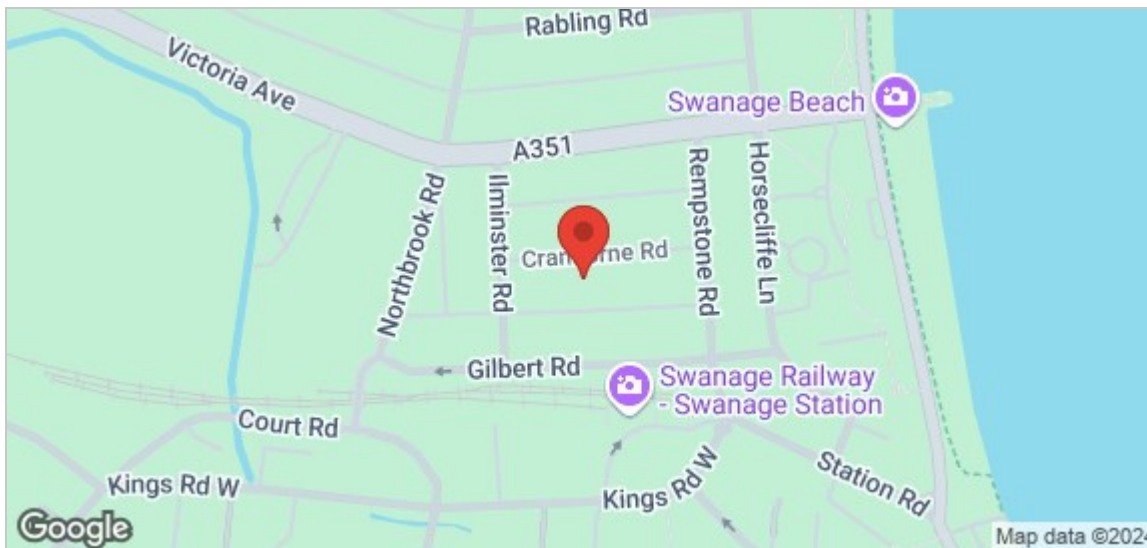 Rabling Rd
Victoria Ave
Swanage Beach
A351
Northbrook Rd
Ilminster Rd
Rempstone Rd
Horsecliffe Ln
Gilbert Rd
Swanage Railway
- Swanage Station
Court Rd
Kings Rd W
Kings Rd W
Station Rd
Google
Map data ©2024